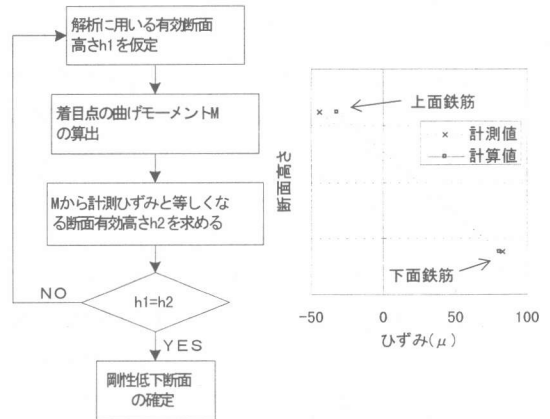 解析に用いる有効断面
高さh1を仮定
着目点の曲げモーメントM
の算出
Mから計測ひずみと等しくな
る断面有効高さh2を求める
NO
h1=h2
YES
剛性低下断面
の確定
上面鉄筋
計測値
計算値
断面高さ
下面鉄筋
-50
0
50
100
ひずみ(μ)